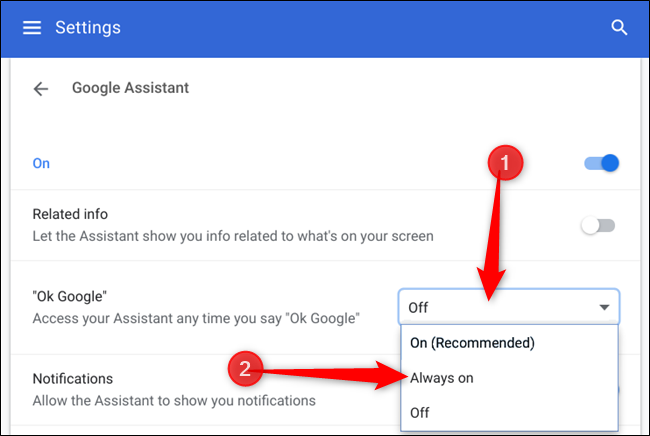 Settings
Google Assistant
1
On
Related info
Let the Assistant show you info related to what's on your screen
"Ok Google"
Access your Assistant any time you say "Ok Google"
Off
On (Recommended)
2
Always on
Off
Notifications
Allow the Assistant to show you notifications